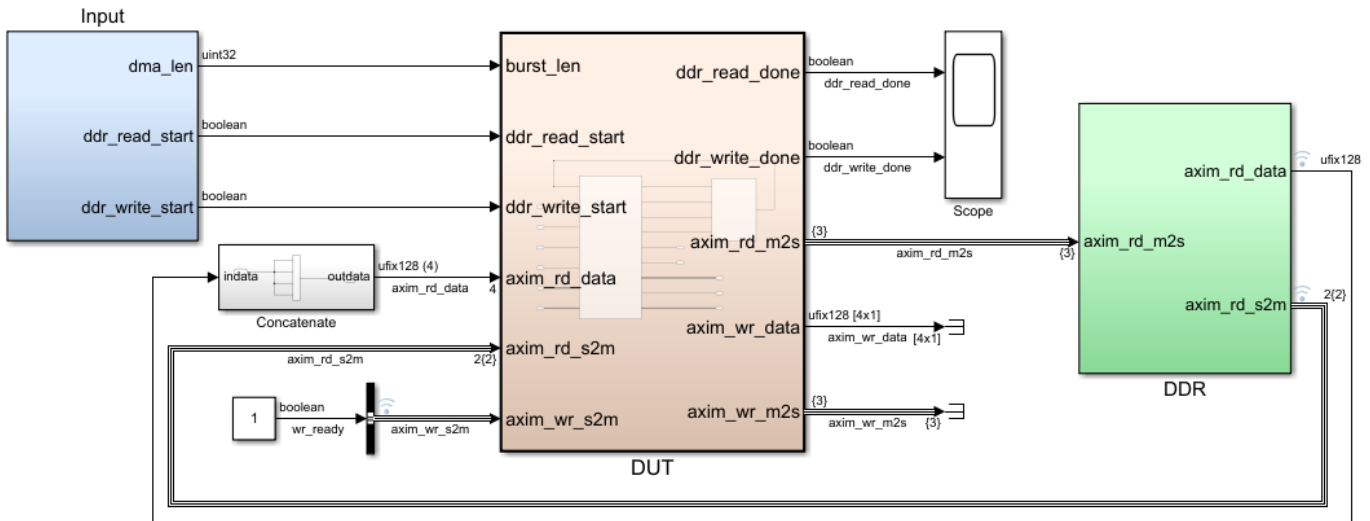 Input
dma_len
uint32
ddr_read_start
boolean
ddr_write_start
boolean
indata
outdata
Concatenate
ufix128 (4)
axim_rd_data
4
axim_rd_s2m
2{2}
1
boolean
wr_ready
axim_wr_s2m
burst_len
ddr_read_start
ddr_write_start
axim_rd_data
axim_rd_s2m
axim_wr_s2m
ddr_read_done
ddr_write_done
axim_rd_m2s
axim_wr_data
axim_wr_m2s
DUT
boolean
ddr_read_done
boolean
ddr_write_done
Scope
{3}
axim_rd_m2s
{3}
ufix128 [4x1]
axim_wr_data
[4x1]
{3}
axim_wr_m2s
{3}
axim_rd_m2s
axim_rd_data
axim_rd_s2m
DDR
ufix128
2{2}